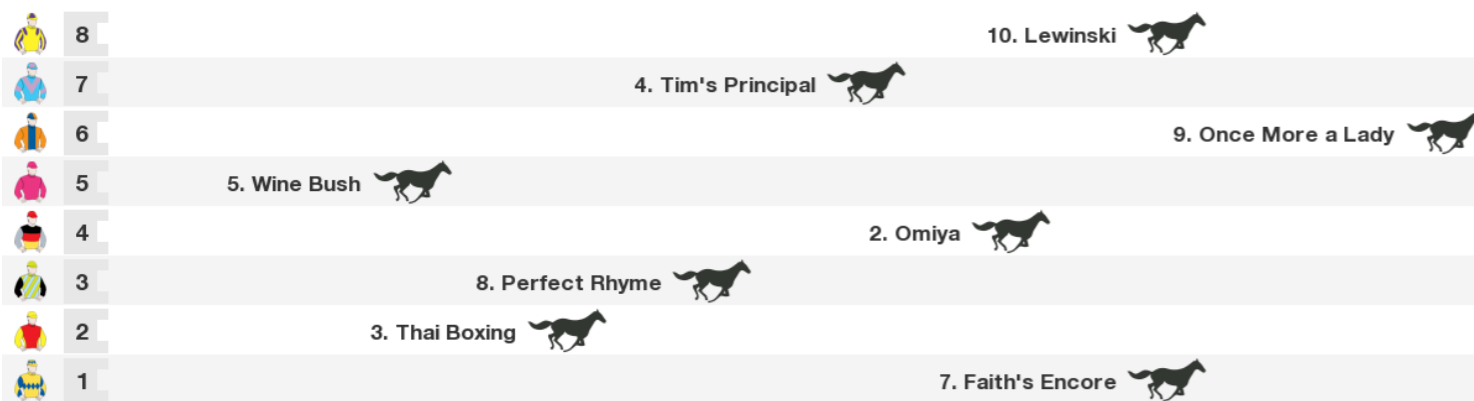 8 10. Lewinski
7 4. Tim's Principal
6 9. Once More a Lady
5 5. Wine Bush
4 2. Omiya
3 8. Perfect Rhyme
2 3. Thai Boxing
1 7. Faith's Encore